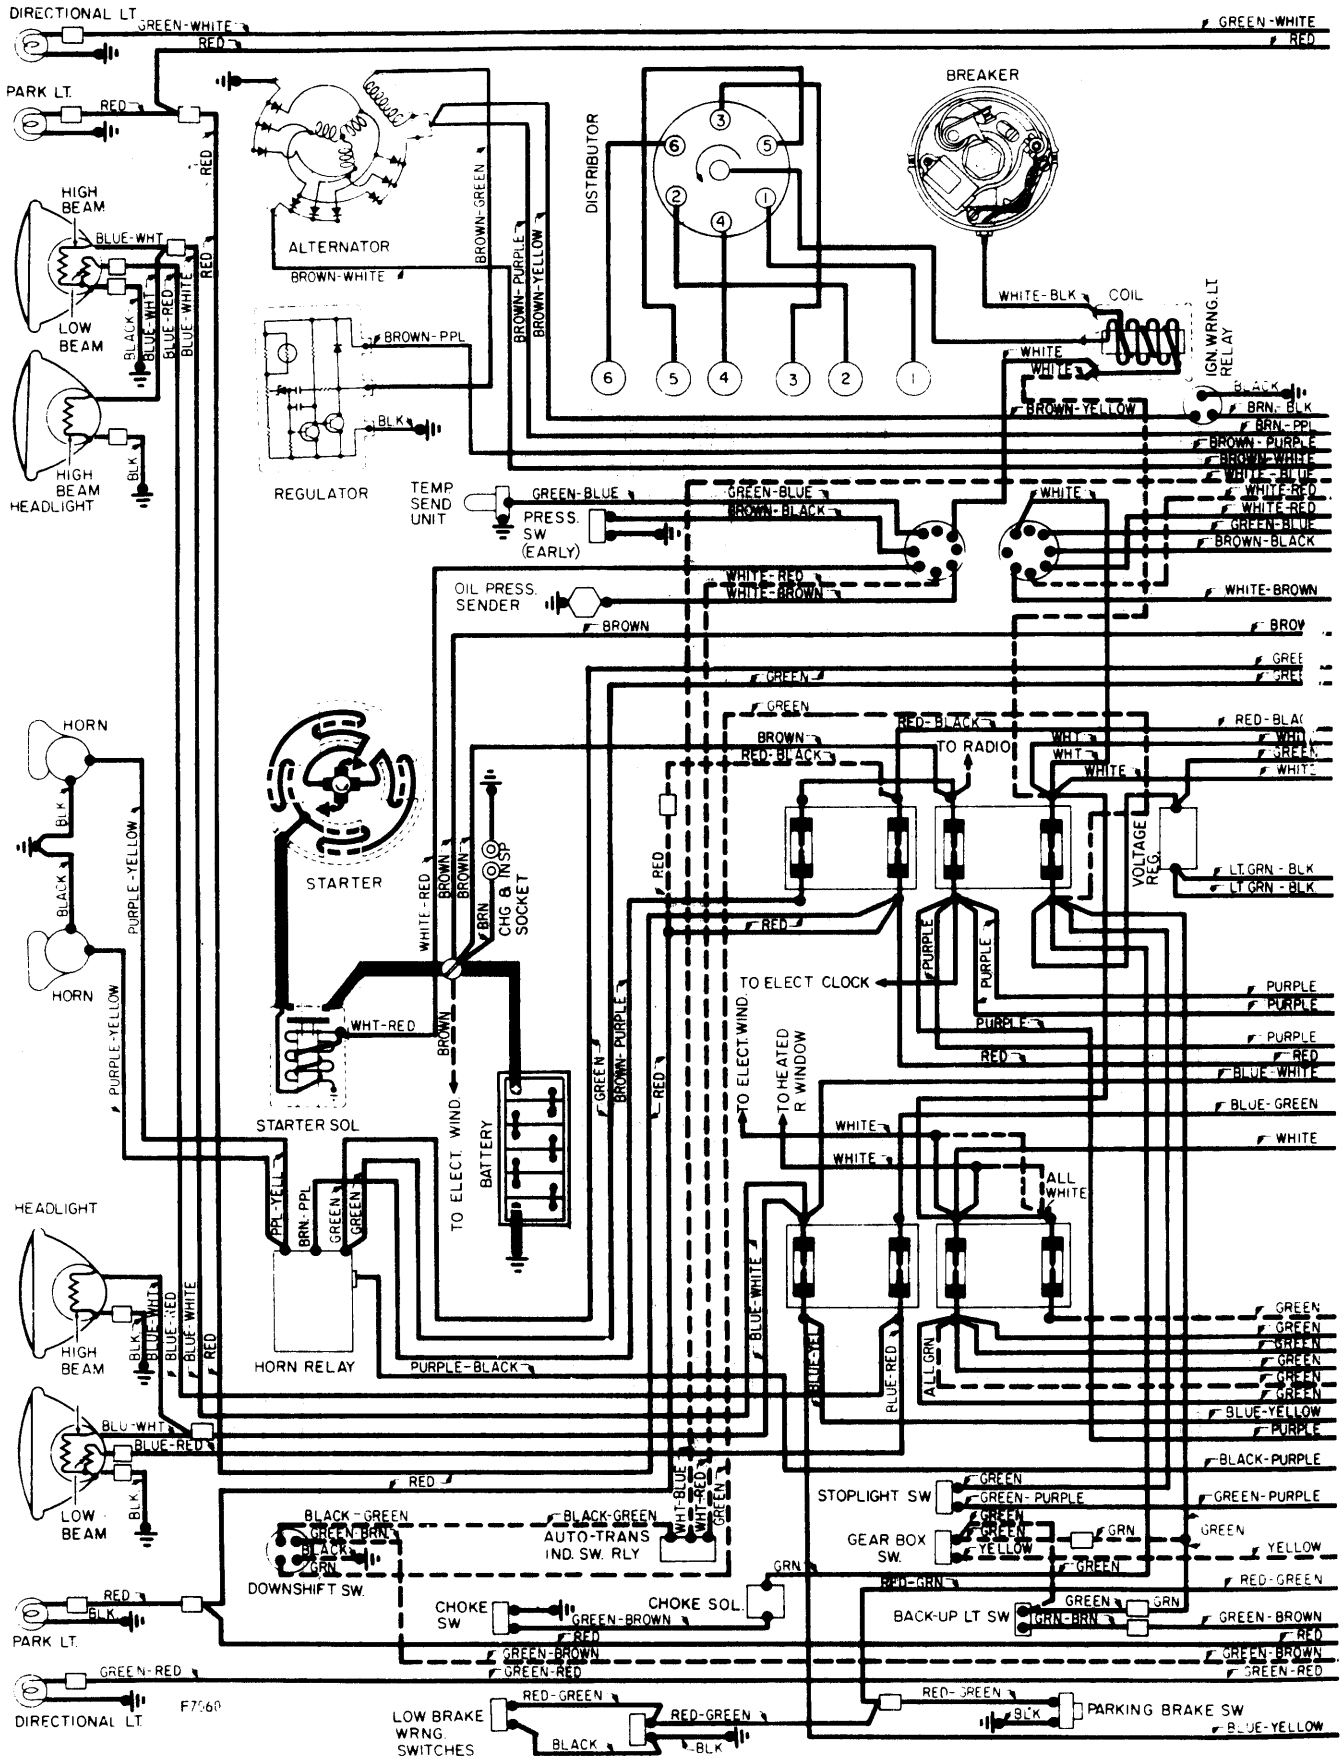 DIRECTIONAL LT.
GREEN-WHITE
RED
GREEN-WHITE
RED
PARK LT.
RED
RED
ALTERNATOR
BROWN-WHITE
BROWN-GREEN
BROWN-PURPLE
BROWN-YELLOW
DISTRIBUTOR
3
6
5
2
1
4
BREAKER
HIGH
BEAM
BLUE-WHT
RED
LOW
BEAM
BLACK
BLUE-WHT
BLUE-RED
BLUE-WHITE
HIGH
BEAM
HEADLIGHT
BLK
REGULATOR
BROWN-PPL
BLK
6
5
4
3
2
1
WHITE-BLK
COIL
WHITE
WHITE
IGN. WRNG. LT
RELAY
BLACK
BROWN-YELLOW
BRN.-BLK
BRN.-PPL
BROWN-PURPLE
BROWN-WHITE
WHITE-BLUE
WHITE-RED
WHITE-RED
GREEN-BLUE
BROWN-BLACK
TEMP
SEND
UNIT
GREEN-BLUE
PRESS.
SW
(EARLY)
GREEN-BLUE
BROWN-BLACK
WHITE
WHITE-RED
WHITE-BROWN
OIL PRESS.
SENDER
WHITE-BROWN
BROWN
BROW
GREE
GREE
GREEN
GREEN
RED-BLACK
BROWN
RED-BLACK
TO RADIO
WHT
WHT
WHITE
RED-BLAC
WHI
GREEN
WHITE
HORN
BLK
PURPLE-YELLOW
BLACK
HORN
PURPLE-YELLOW
STARTER
WHITE-RED
BROWN
BROWN
BRN
CHG & INSP
SOCKET
RED
VOLTAGE
REG.
LT. GRN - BLK
LT GRN - BLK
RED
PURPLE
PURPLE
TO ELECT CLOCK
PURPLE
PURPLE
PURPLE
PURPLE
RED
RED
BLUE-WHITE
BLUE-GREEN
WHITE
WHT-RED
BROWN
STARTER SOL
TO ELECT. WIND.
BATTERY
GREEN
BROWN-PURPLE
RED
TO ELECT. WIND.
TO HEATED
R WINDOW
WHITE
WHITE
ALL
WHITE
PPL-YELL
BRN.-PPL
GREEN
GREEN
HORN RELAY
PURPLE-BLACK
HEADLIGHT
HIGH
BEAM
BLK
BLUE-WHT
BLUE-RED
BLUE-WHITE
RED
BLUE-WHITE
BLUE-YEL
BLUE-RED
ALL GRN
GREEN
GREEN
GREEN
GREEN
GREEN
GREEN
BLUE-YELLOW
PURPLE
BLACK-PURPLE
BLU-WHT
BLUE-RED
LOW
BEAM
BLK
RED
WHT-BLUE
WHT-RED
GREEN
STOPLIGHT SW
GREEN
GREEN-PURPLE
GREEN-PURPLE
GEAR BOX
SW.
GREEN
GREEN
YELLOW
GRN
GREEN
YELLOW
BLACK-GREEN
GREEN-BRN
BLACK
GRN
DOWNSHIFT SW.
BLACK-GREEN
AUTO-TRANS
IND. SW. RLY
GRN
GREEN
RED-GRN
RED-GREEN
CHOKE SOL.
CHOKE
SW
GREEN-BROWN
RED
GREEN-BROWN
GREEN-RED
BACK-UP LT SW
GREEN
GRN
GRN-BRN
GREEN-BROWN
RED
GREEN-BROWN
GREEN-RED
RED
BLK
PARK LT.
GREEN-RED
DIRECTIONAL LT.
LOW BRAKE
WRNG.
SWITCHES
RED-GREEN
BLACK
RED-GREEN
BLK
RED-GREEN
BLK
PARKING BRAKE SW
BLUE-YELLOW